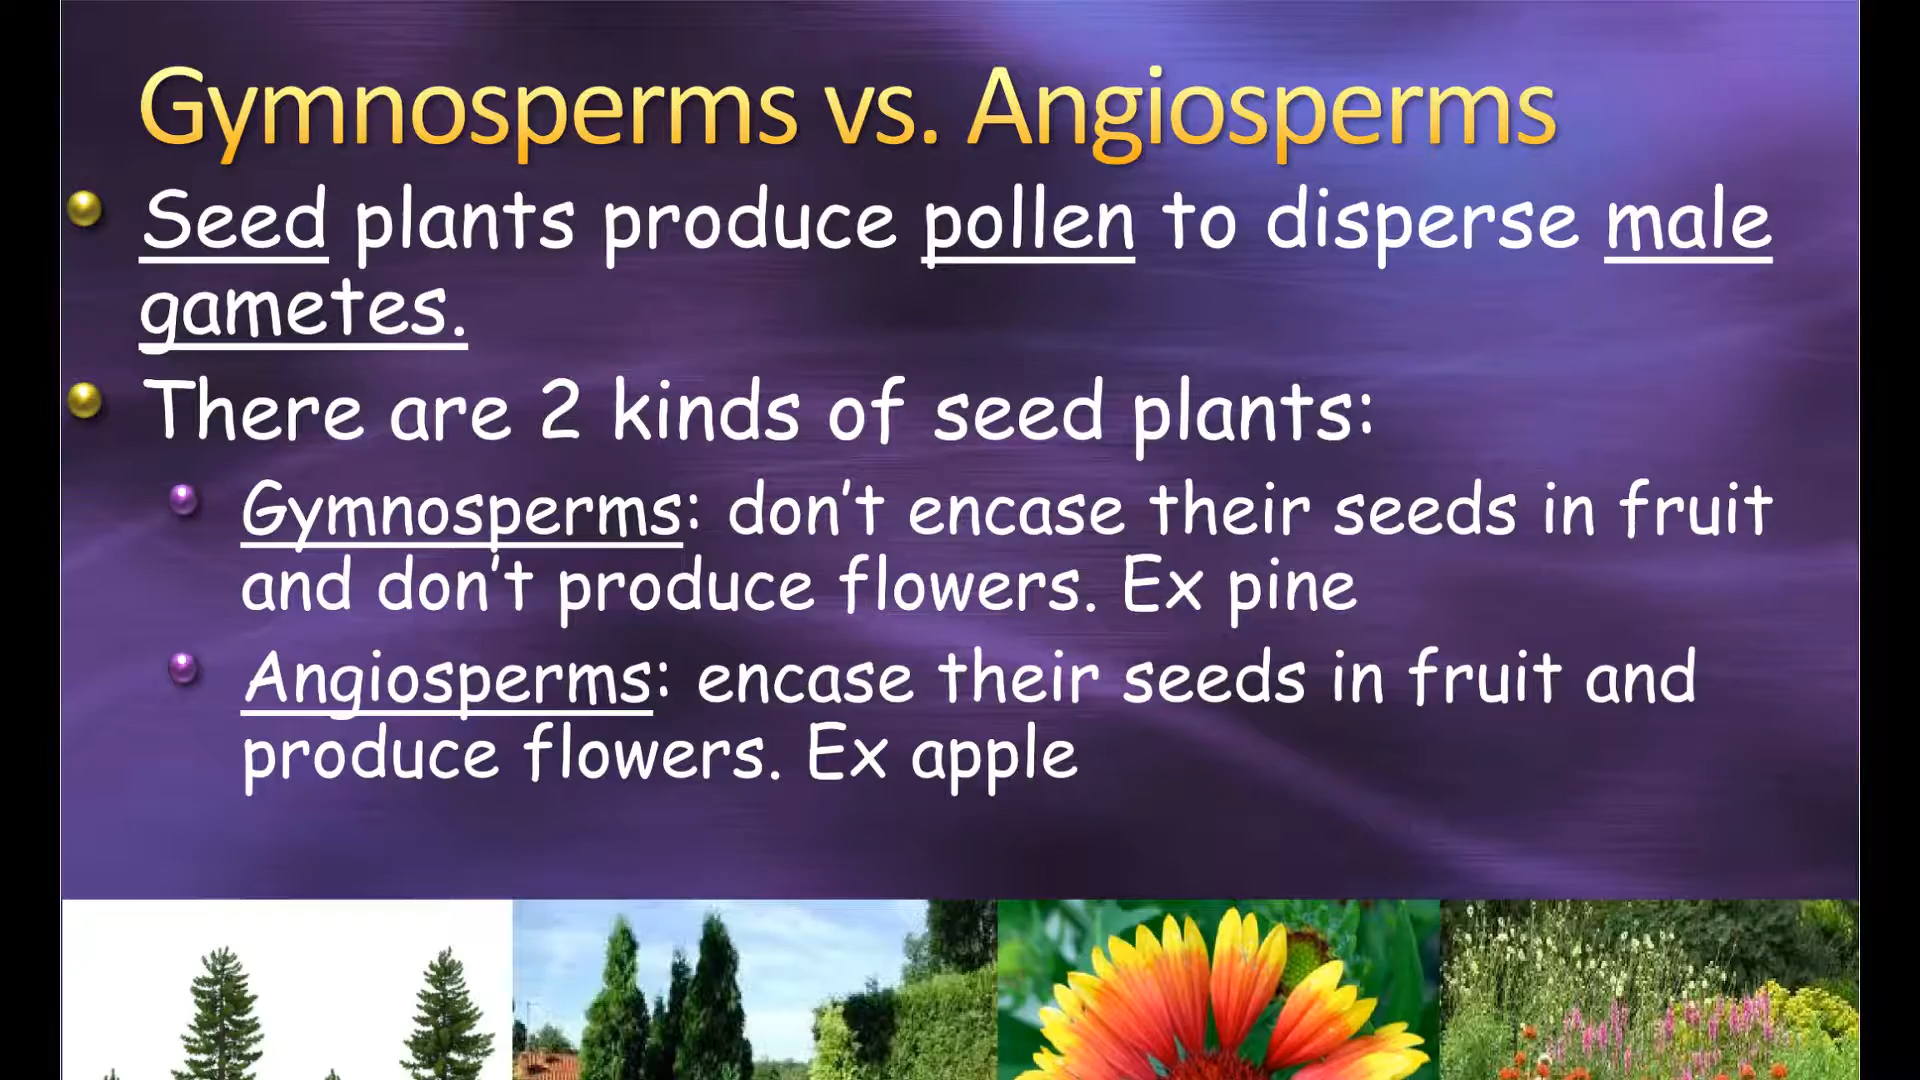 Gymnosperms vs. Angiosperms
Seed plants produce pollen to disperse male
gametes.
There are 2 kinds of seed plants:
Gymnosperms: don't encase their seeds in fruit
and don't produce flowers. Ex pine
Angiosperms: encase their seeds in fruit and
produce flowers. Ex apple